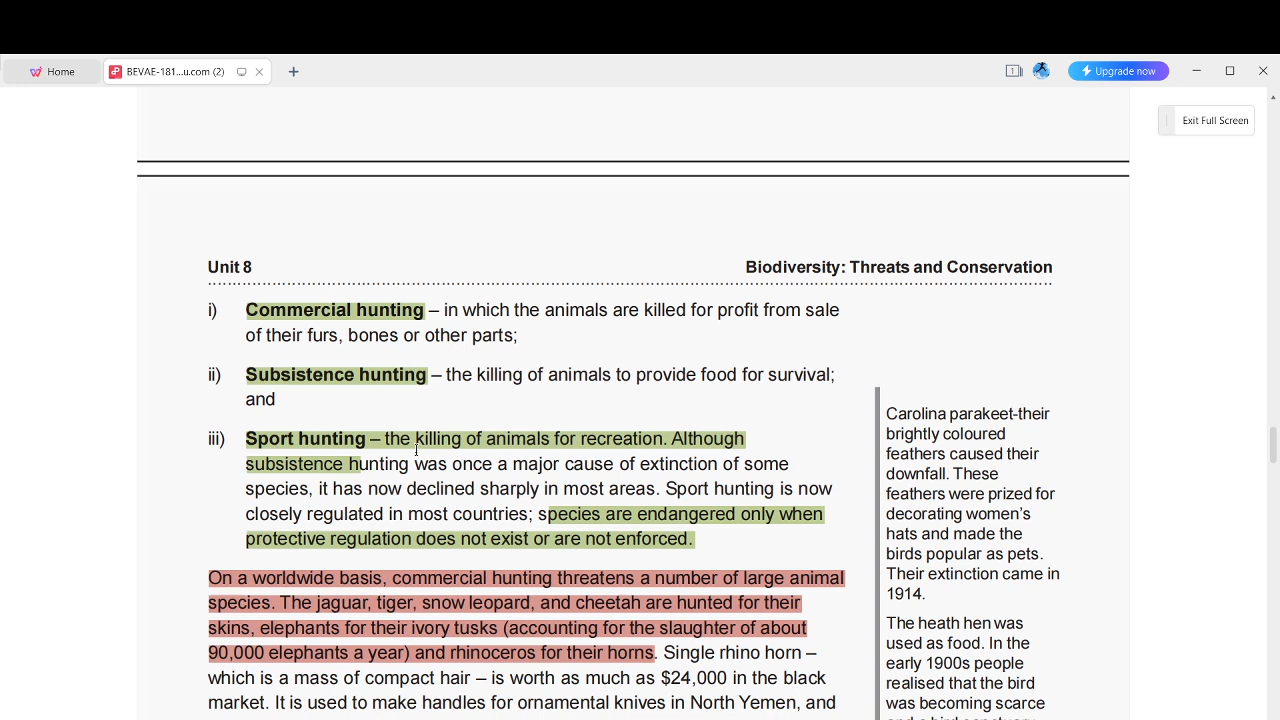 Home
BEVAE-181...u.com (2)
1
Upgrade now
Exit Full Screen
Unit 8 Biodiversity: Threats and Conservation
i) Commercial hunting – in which the animals are killed for profit from sale
of their furs, bones or other parts;
ii) Subsistence hunting – the killing of animals to provide food for survival;
and
iii) Sport hunting – the killing of animals for recreation. Although
subsistence hunting was once a major cause of extinction of some
species, it has now declined sharply in most areas. Sport hunting is now
closely regulated in most countries; species are endangered only when
protective regulation does not exist or are not enforced.
On a worldwide basis, commercial hunting threatens a number of large animal
species. The jaguar, tiger, snow leopard, and cheetah are hunted for their
skins, elephants for their ivory tusks (accounting for the slaughter of about
90,000 elephants a year) and rhinoceros for their horns. Single rhino horn –
which is a mass of compact hair – is worth as much as $24,000 in the black
market. It is used to make handles for ornamental knives in North Yemen, and
Carolina parakeet-their
brightly coloured
feathers caused their
downfall. These
feathers were prized for
decorating women's
hats and made the
birds popular as pets.
Their extinction came in
1914.
The heath hen was
used as food. In the
early 1900s people
realised that the bird
was becoming scarce